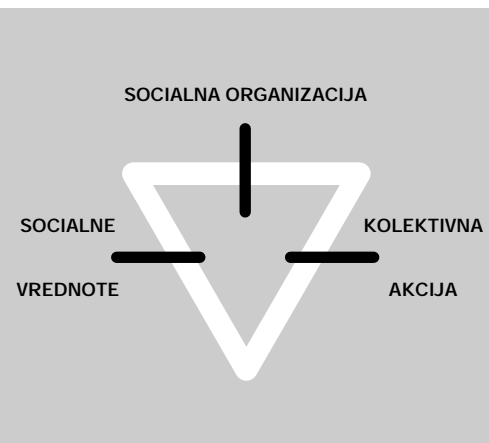 SOCIALNA ORGANIZACIJA
SOCIALNE
VREDNOTE
KOLEKTIVNA
AKCIJA